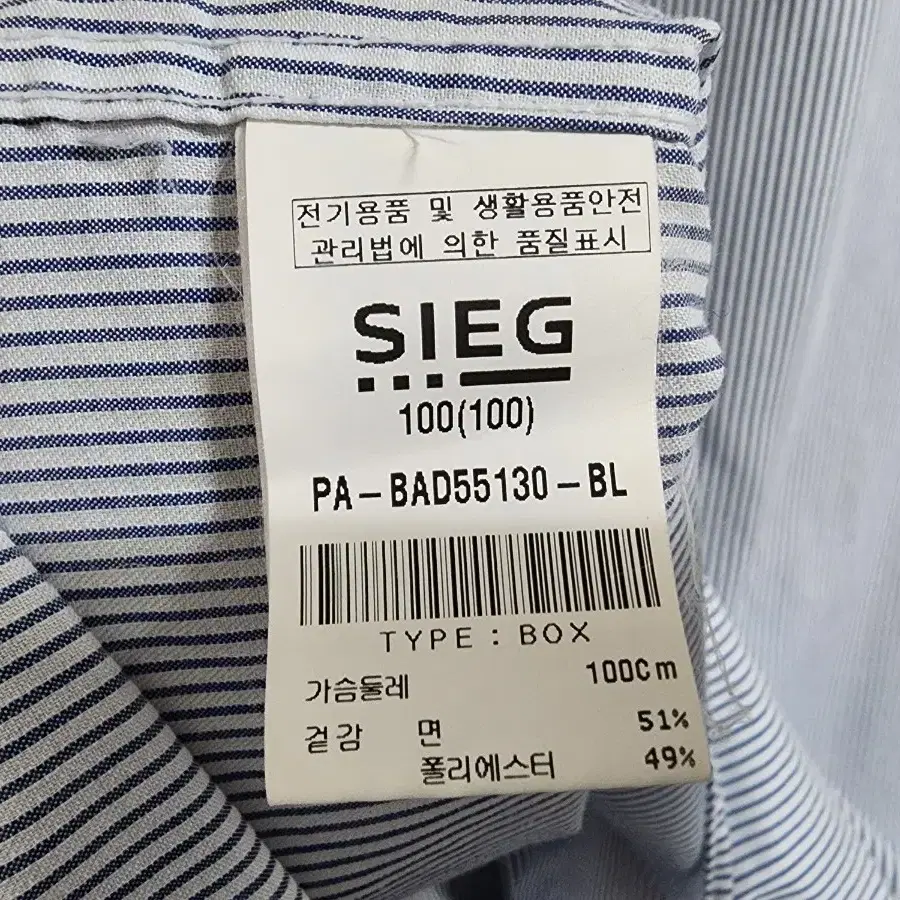 전기용품 및 생활용품안전
관리법에 의한 품질표시
SIEG
100(100)
PA-BAD55130-BL
TYPE : BOX
가슴둘레 100Cm
겉감 면 51%
폴리에스터 49%